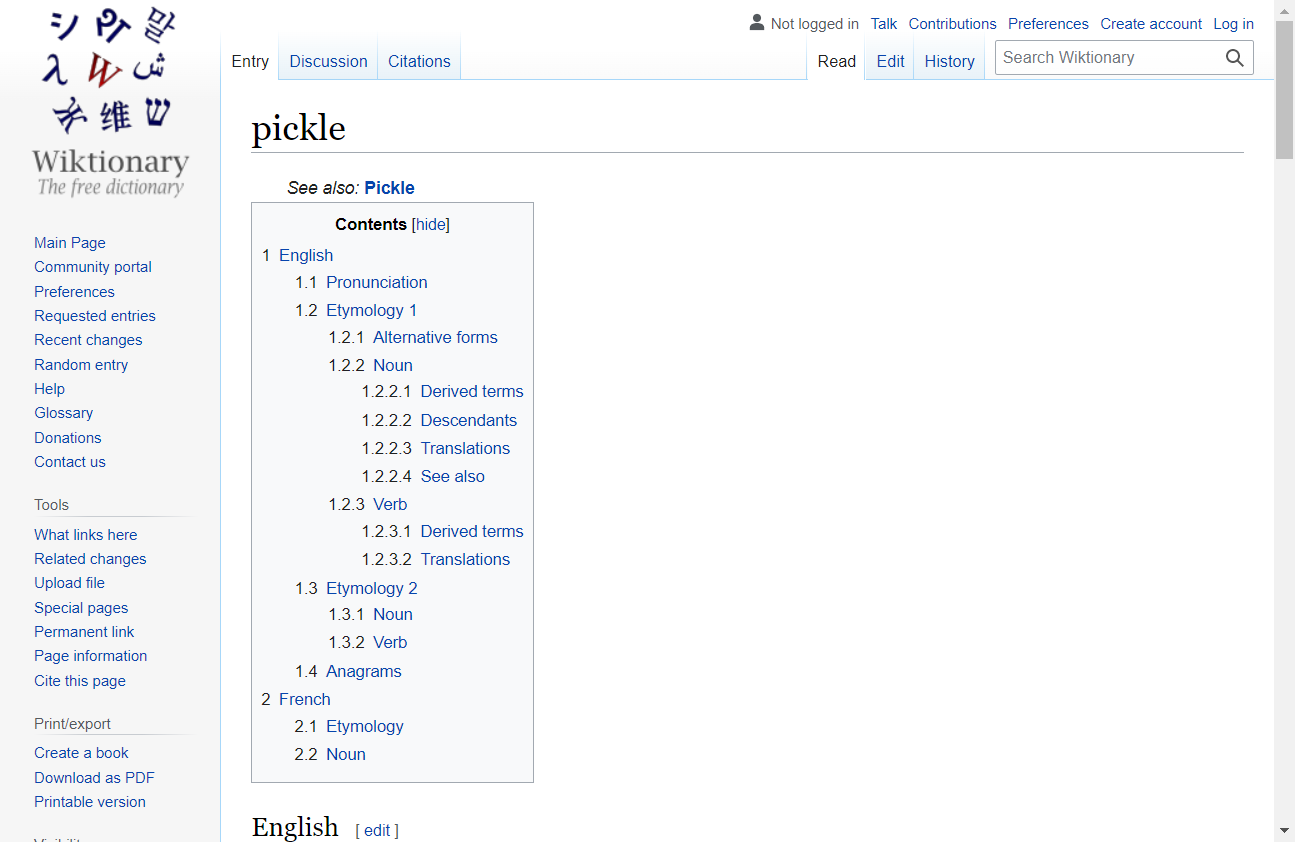 Not logged in Talk Contributions Preferences Create account Log in
Entry Discussion Citations Read Edit History Search Wiktionary
Wiktionary
The free dictionary
Main Page
Community portal
Preferences
Requested entries
Recent changes
Random entry
Help
Glossary
Donations
Contact us
Tools
What links here
Related changes
Upload file
Special pages
Permanent link
Page information
Cite this page
Print/export
Create a book
Download as PDF
Printable version
pickle
See also: Pickle
Contents [hide]
1 English
1.1 Pronunciation
1.2 Etymology 1
1.2.1 Alternative forms
1.2.2 Noun
1.2.2.1 Derived terms
1.2.2.2 Descendants
1.2.2.3 Translations
1.2.2.4 See also
1.2.3 Verb
1.2.3.1 Derived terms
1.2.3.2 Translations
1.3 Etymology 2
1.3.1 Noun
1.3.2 Verb
1.4 Anagrams
2 French
2.1 Etymology
2.2 Noun
English [ edit ]